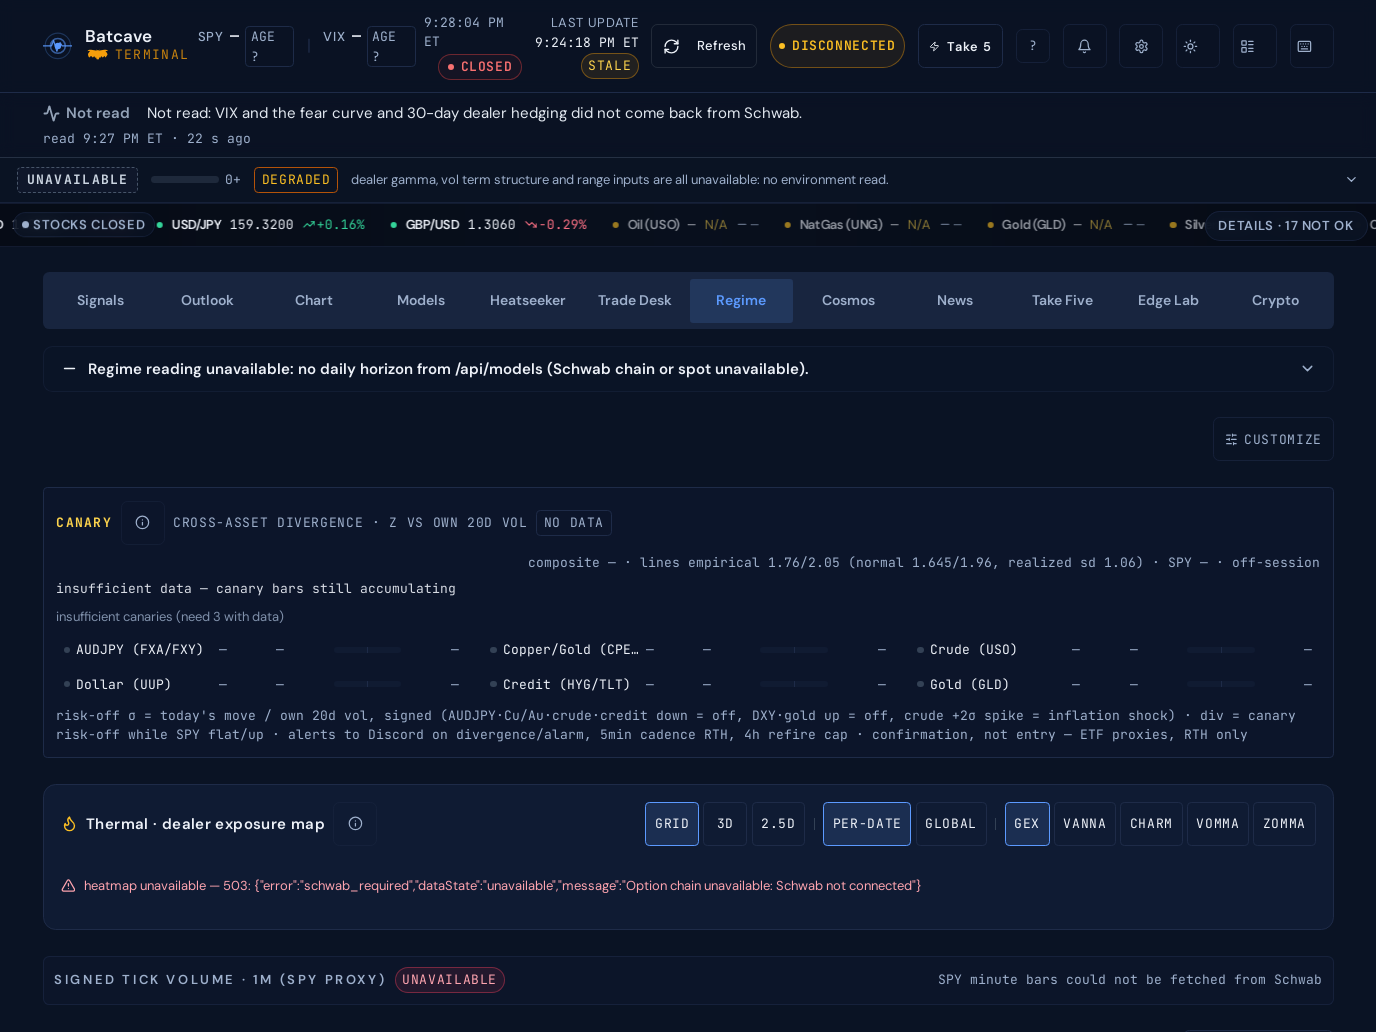 Batcave
TERMINAL
SPY — AGE ?
VIX — AGE ?
9:28:04 PM ET
CLOSED
LAST UPDATE
9:24:18 PM ET
STALE
Refresh
DISCONNECTED
Take 5
?
Not read Not read: VIX and the fear curve and 30-day dealer hedging did not come back from Schwab.
read 9:27 PM ET · 22 s ago
UNAVAILABLE 0+ DEGRADED dealer gamma, vol term structure and range inputs are all unavailable: no environment read.
STOCKS CLOSED USD/JPY 159.3200 +0.16% GBP/USD 1.3060 -0.29% Oil (USO) — N/A — — NatGas (UNG) — N/A — — Gold (GLD) — N/A — — Silv DETAILS · 17 NOT OK
Signals Outlook Chart Models Heatseeker Trade Desk Regime Cosmos News Take Five Edge Lab Crypto
— Regime reading unavailable: no daily horizon from /api/models (Schwab chain or spot unavailable).
CUSTOMIZE
CANARY CROSS-ASSET DIVERGENCE · Z VS OWN 20D VOL NO DATA
composite — · lines empirical 1.76/2.05 (normal 1.645/1.96, realized sd 1.06) · SPY — · off-session
insufficient data — canary bars still accumulating
insufficient canaries (need 3 with data)
AUDJPY (FXA/FXY) — — — Copper/Gold (CPE… — — — Crude (USO) — — —
Dollar (UUP) — — — Credit (HYG/TLT) — — — Gold (GLD) — — —
risk-off σ = today's move / own 20d vol, signed (AUDJPY·Cu/Au·crude·credit down = off, DXY·gold up = off, crude +2σ spike = inflation shock) · div = canary
risk-off while SPY flat/up · alerts to Discord on divergence/alarm, 5min cadence RTH, 4h refire cap · confirmation, not entry — ETF proxies, RTH only
Thermal · dealer exposure map
GRID 3D 2.5D PER-DATE GLOBAL GEX VANNA CHARM VOMMA ZOMMA
heatmap unavailable — 503: {"error":"schwab_required","dataState":"unavailable","message":"Option chain unavailable: Schwab not connected"}
SIGNED TICK VOLUME · 1M (SPY PROXY) UNAVAILABLE SPY minute bars could not be fetched from Schwab